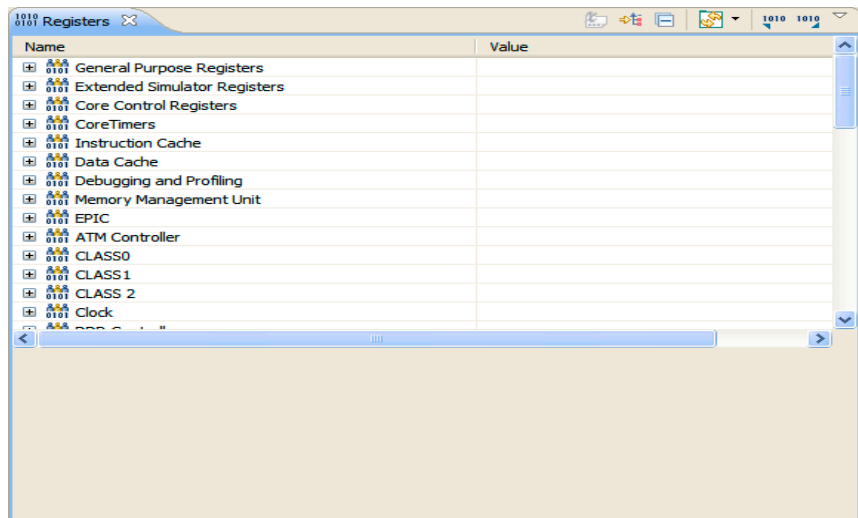 Registers
Name Value
General Purpose Registers
Extended Simulator Registers
Core Control Registers
CoreTimers
Instruction Cache
Data Cache
Debugging and Profiling
Memory Management Unit
EPIC
ATM Controller
CLASS0
CLASS1
CLASS 2
Clock